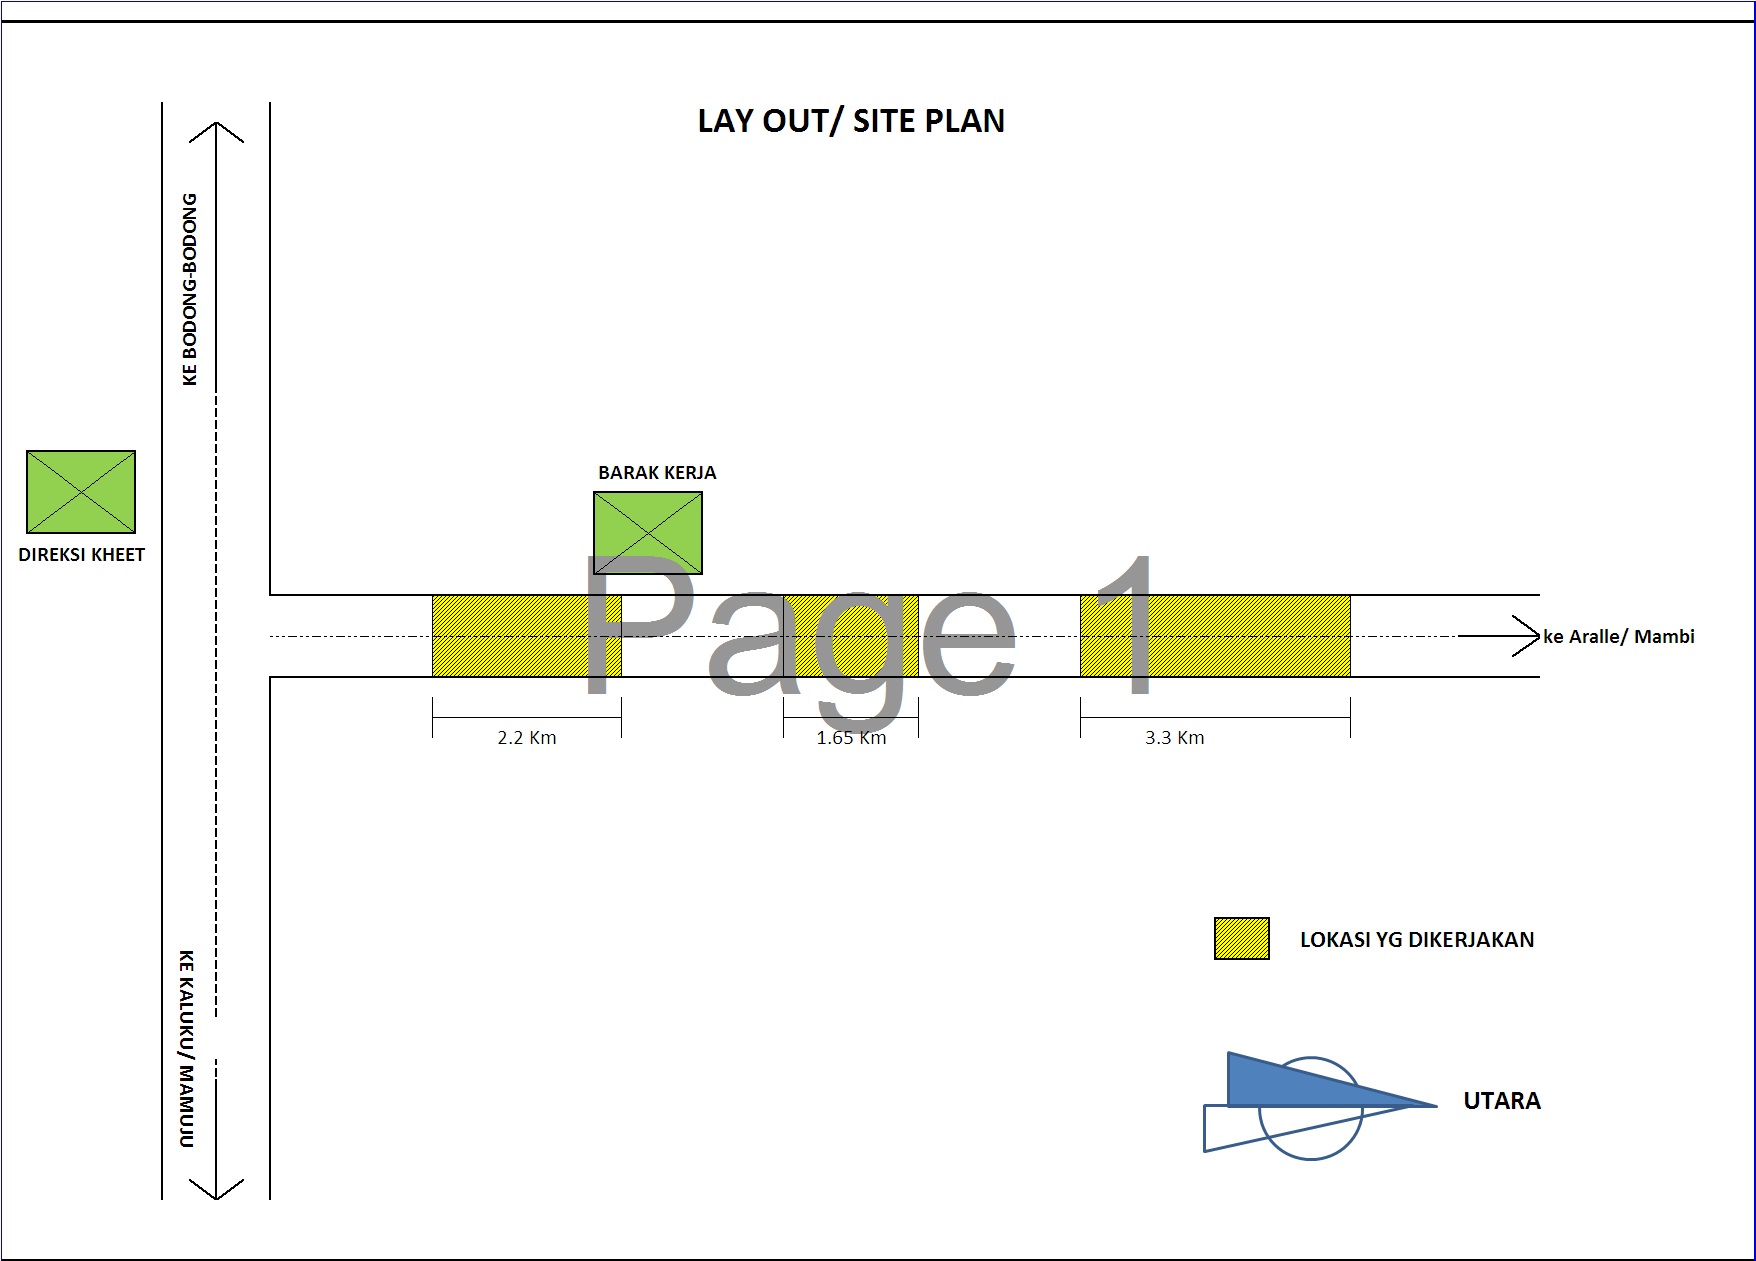 LAY OUT/ SITE PLAN
KE BODONG-BODONG
DIREKSI KHEET
BARAK KERJA
Page 1
ke Aralle/ Mambi
2.2 Km
1.65 Km
3.3 Km
KE KALUKU/ MAMUJU
LOKASI YG DIKERJAKAN
UTARA